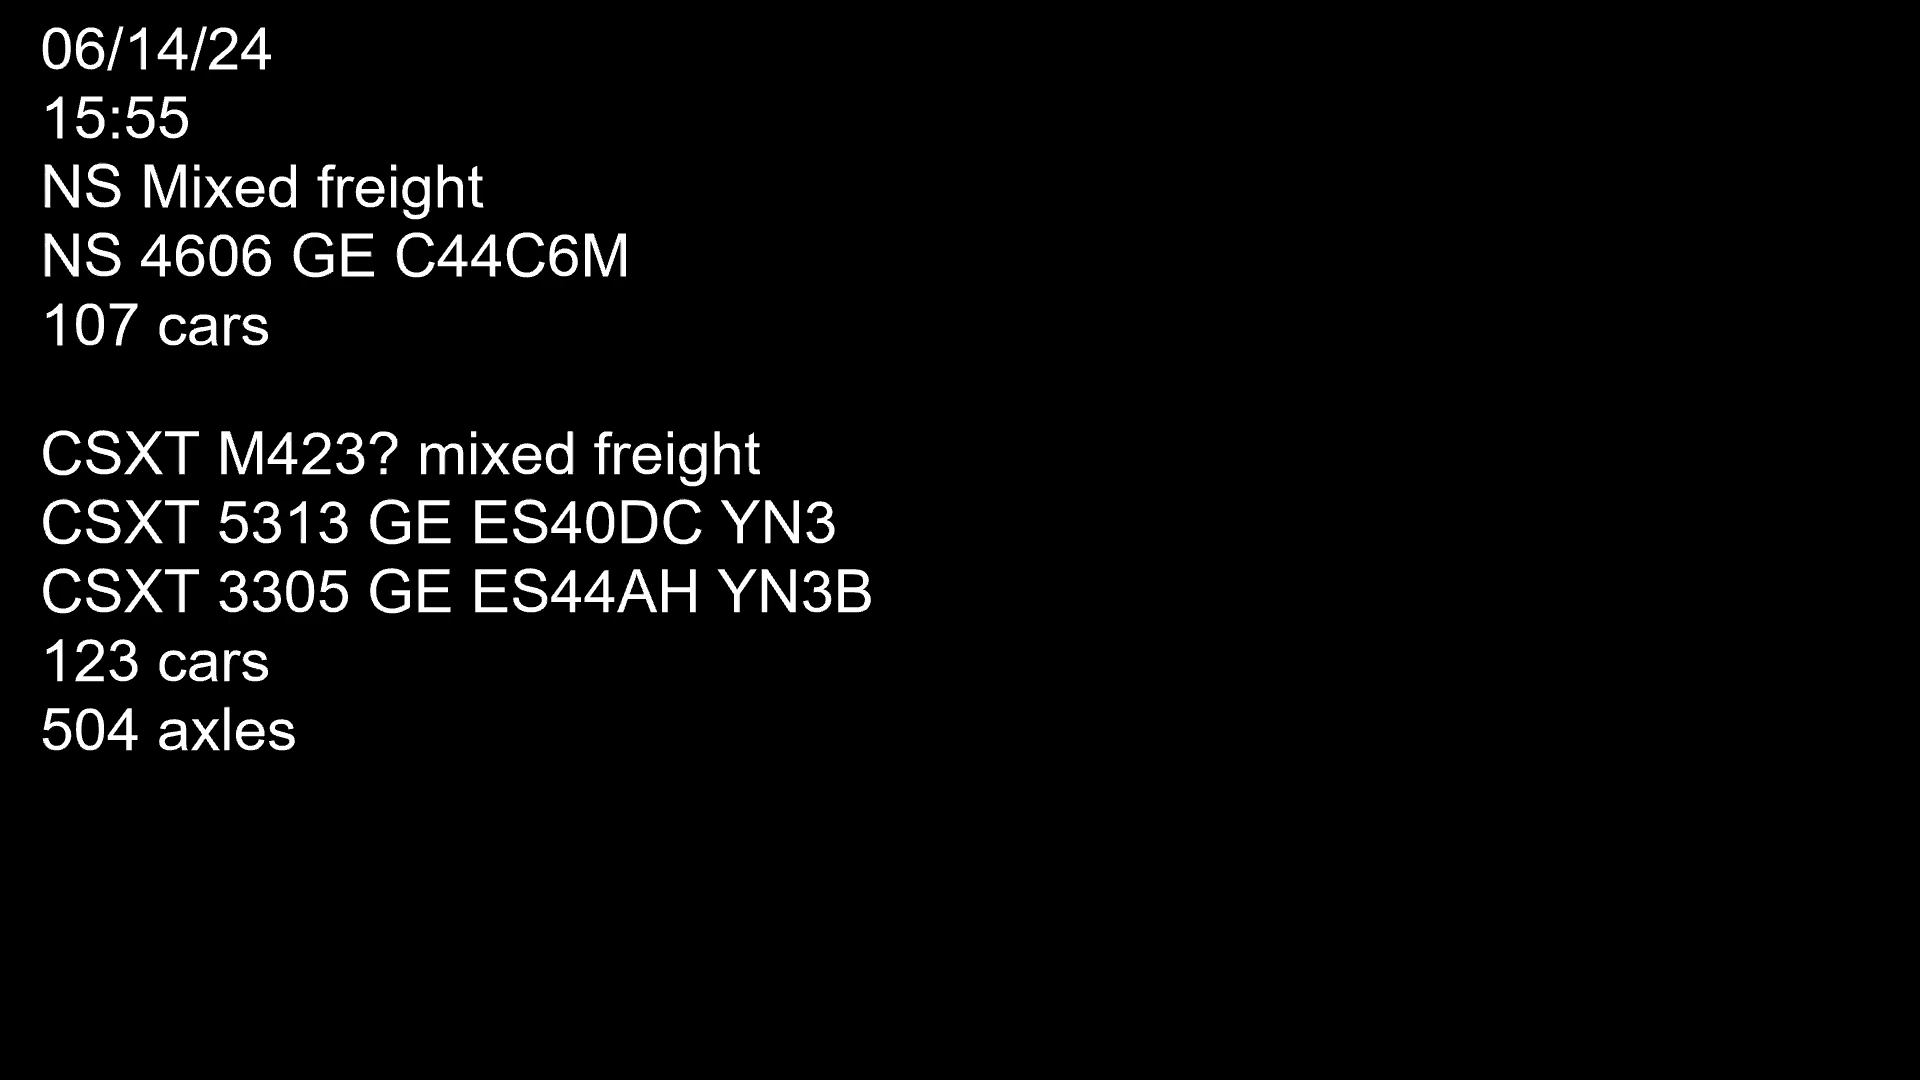 06/14/24
15:55
NS Mixed freight
NS 4606 GE C44C6M
107 cars
CSXT M423? mixed freight
CSXT 5313 GE ES40DC YN3
CSXT 3305 GE ES44AH YN3B
123 cars
504 axles